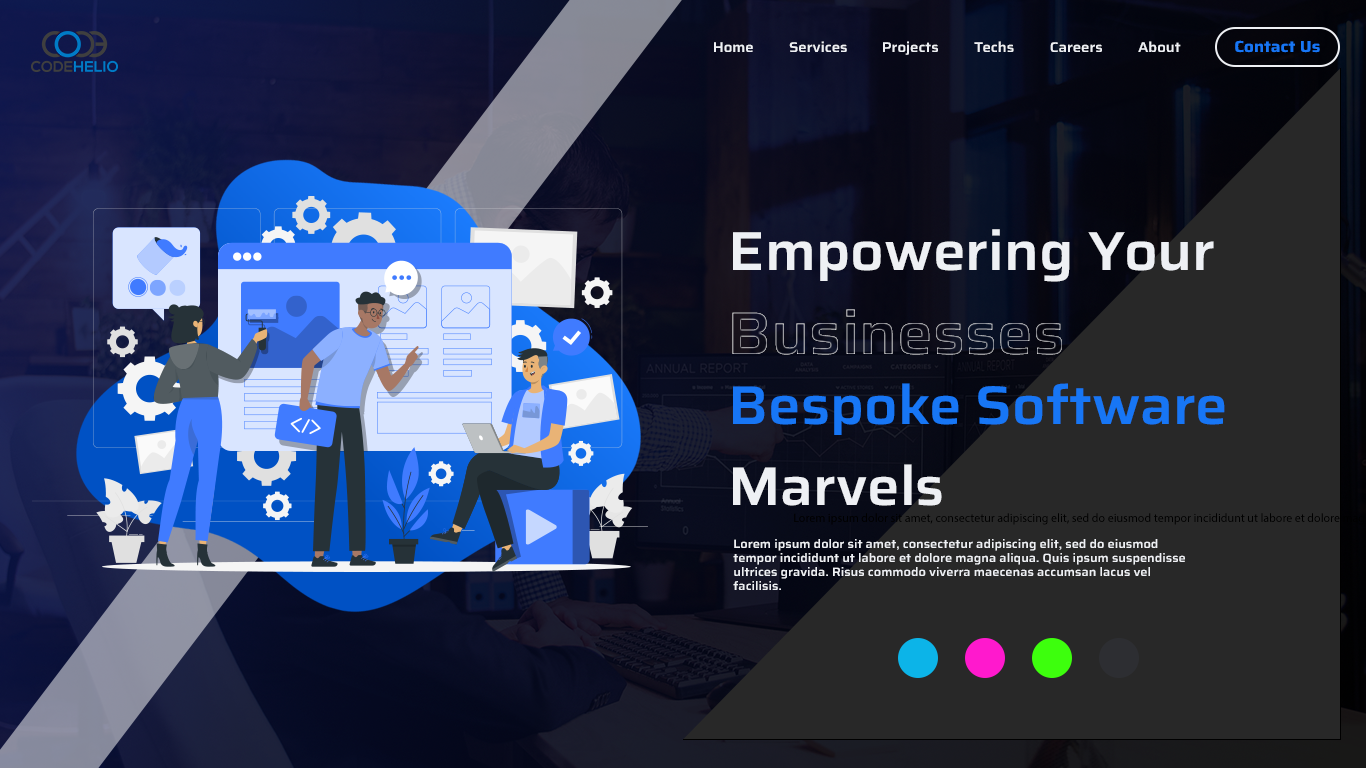 CODEHELIO
Home Services Projects Techs Careers About Contact Us
Empowering Your
Businesses
ANNUAL REPORT
CATEGORIES
Bespoke Software
</>
Marvels
Lorem ipsum dolor sit amet, consectetur adipiscing elit, sed do eiusmod tempor incididunt ut labore et dolore
Lorem ipsum dolor sit amet, consectetur adipiscing elit, sed do eiusmod
tempor incididunt ut labore et dolore magna aliqua. Quis ipsum suspendisse
ultrices gravida. Risus commodo viverra maecenas accumsan lacus vel
facilisis.